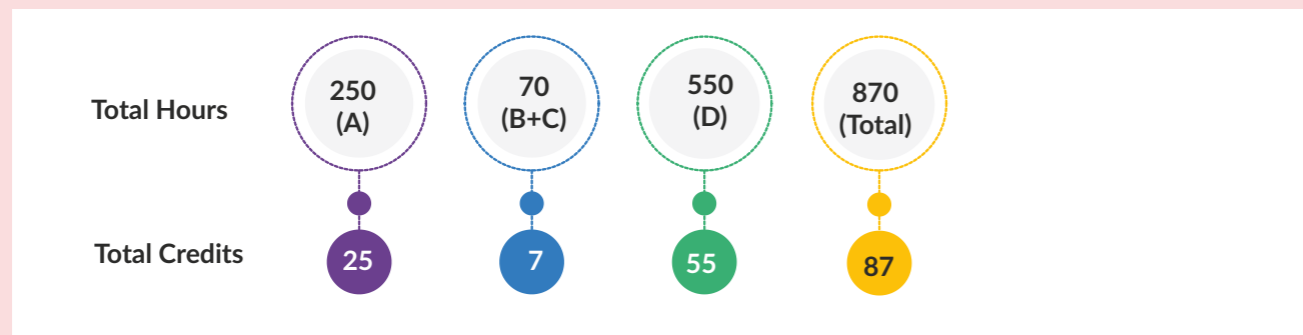 Total Hours
250
(A)
70
(B+C)
550
(D)
870
(Total)
Total Credits
25
7
55
87